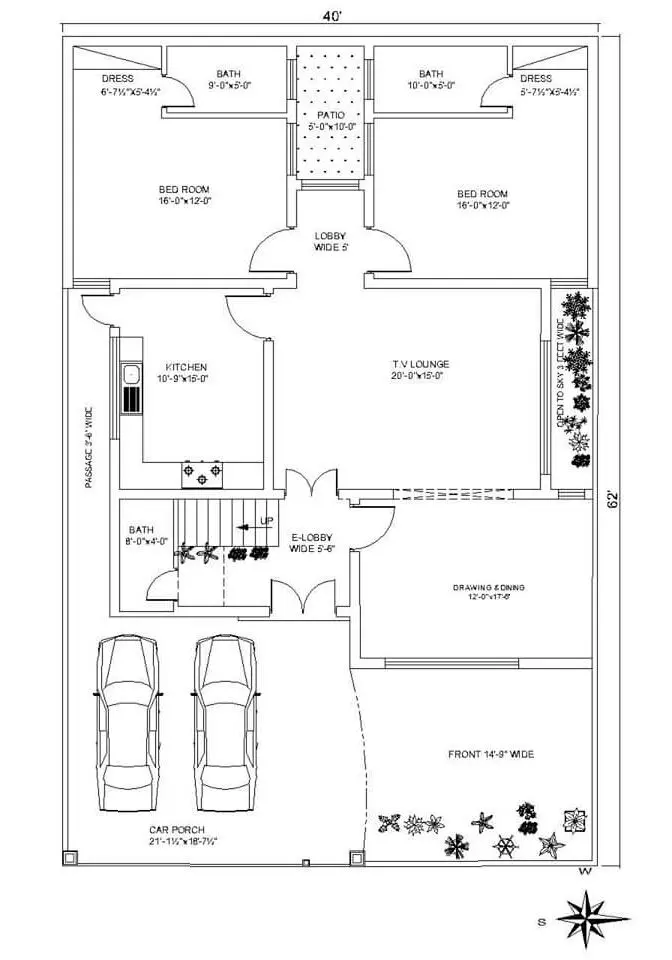 40'
DRESS
6'-7½"X5'-4½"
BATH
9'-0"x5'-0"
PATIO
5'-0"x10'-0"
BATH
10'-0"x5'-0"
DRESS
5'-7½"X5'-4½"
BED ROOM
16'-0"x12'-0"
BED ROOM
16'-0"x12'-0"
LOBBY
WIDE 5'
KITCHEN
10'-9"x15'-0"
T.V LOUNGE
20'-0"x15'-0"
OPEN TO SKY 3 FEET WIDE
PASSAGE 3'-6" WIDE
62'
BATH
8'-0"x4'-0"
UP
E-LOBBY
WIDE 5'-6"
DRAWING & DINING
12'-0"x17'-6"
FRONT 14'-9" WIDE
CAR PORCH
21'-1½"x18'-7½"
W
S